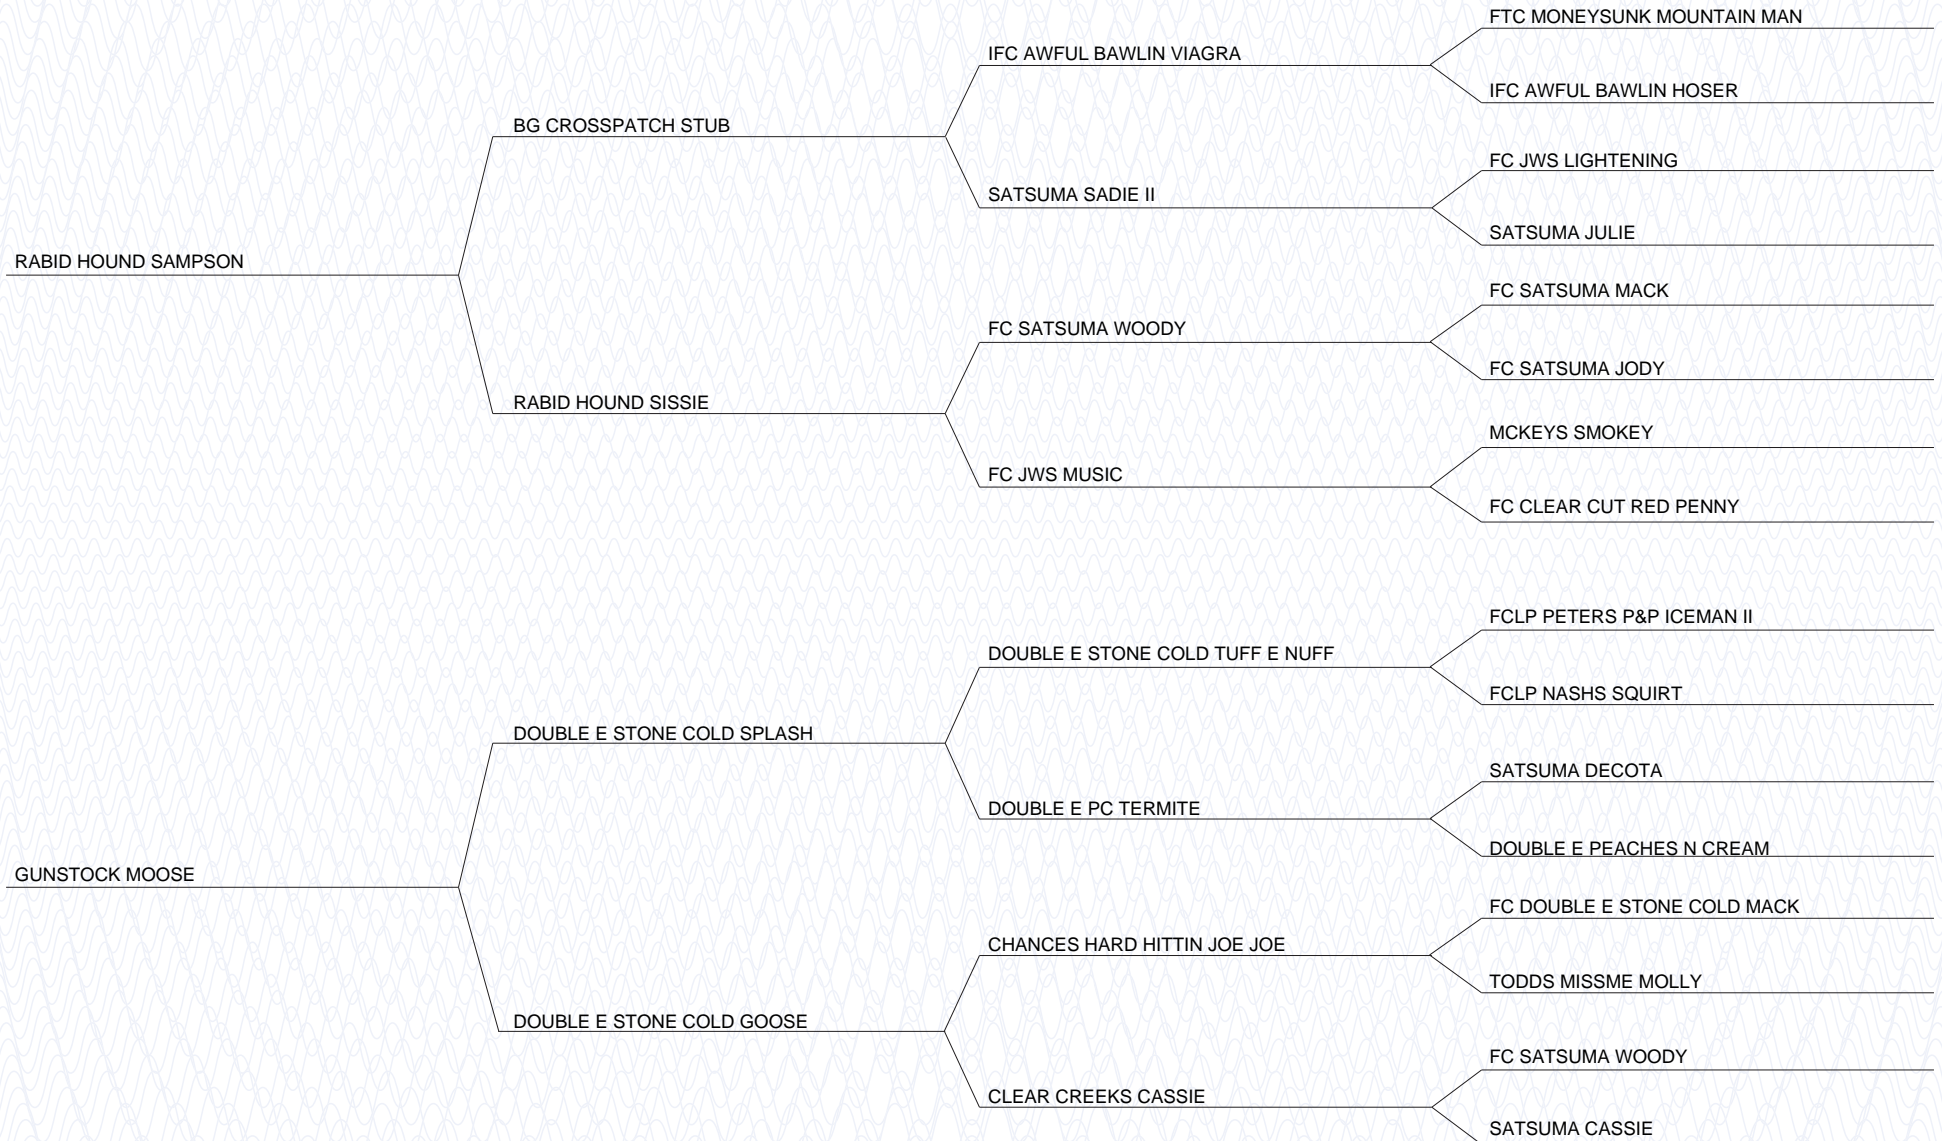 FTC MONEYSUNK MOUNTAIN MAN
IFC AWFUL BAWLIN VIAGRA
IFC AWFUL BAWLIN HOSER
BG CROSSPATCH STUB
FC JWS LIGHTENING
SATSUMA SADIE II
SATSUMA JULIE
RABID HOUND SAMPSON
FC SATSUMA MACK
FC SATSUMA WOODY
FC SATSUMA JODY
RABID HOUND SISSIE
MCKEYS SMOKEY
FC JWS MUSIC
FC CLEAR CUT RED PENNY
FCLP PETERS P&P ICEMAN II
DOUBLE E STONE COLD TUFF E NUFF
FCLP NASHS SQUIRT
DOUBLE E STONE COLD SPLASH
SATSUMA DECOTA
DOUBLE E PC TERMITE
DOUBLE E PEACHES N CREAM
GUNSTOCK MOOSE
FC DOUBLE E STONE COLD MACK
CHANCES HARD HITTIN JOE JOE
TODDS MISSME MOLLY
DOUBLE E STONE COLD GOOSE
FC SATSUMA WOODY
CLEAR CREEKS CASSIE
SATSUMA CASSIE